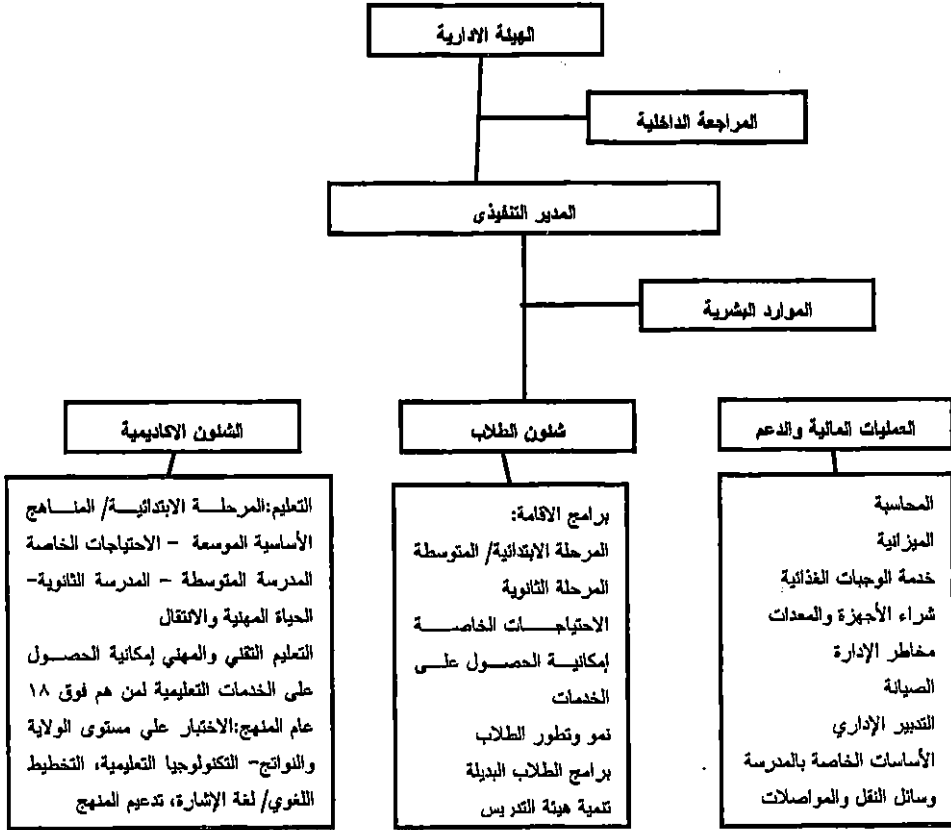 الهيئة الادارية
المراجعة الداخلية
المدير التنفيذي
الموارد البشرية
العمليات المالية والدعم
المحاسبة
الميزانية
خدمة الوجبات الغذائية
شراء الأجهزة والمعدات
مخاطر الإدارة
الصيانة
التدبير الإداري
الأساسات الخاصة بالمدرسة
وسائل النقل والمواصلات
شئون الطلاب
برامج الاقامة:
المرحلة الابتدائية/ المتوسطة
المرحلة الثانوية
الاحتياجات الخاصة
إمكانية الحصول على
الخدمات
نمو وتطور الطلاب
برامج الطلاب البديلة
تنمية هيئة التدريس
الشئون الاكاديمية
التعليم:المرحلة الابتدائية/ المناهج
الأساسية الموسعة – الاحتياجات الخاصة
المدرسة المتوسطة – المدرسة الثانوية-
الحياة المهنية والانتقال
التعليم التقني والمهني إمكانية الحصول
على الخدمات التعليمية لمن هم فوق ١٨
عام المنهج:الاختبار علي مستوى الولاية
والنواتج- التكنولوجيا التعليمية، التخطيط
اللغوي/ لغة الإشارة، تدعيم المنهج